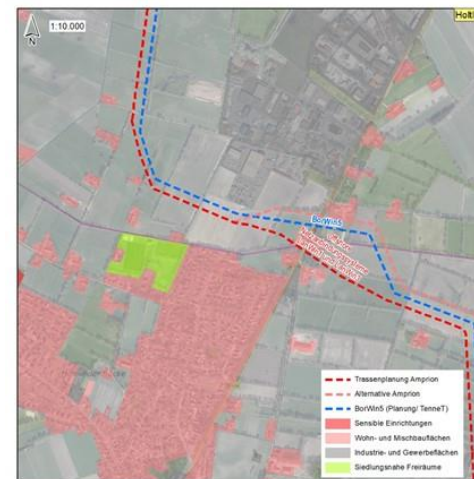 N
1:10.000
Holt
BorWin5
Amprion
Trassenplanung Amprion
Alternative Amprion
BorWin5 (Planung/ TenneT)
Sensible Einrichtungen
Wohn- und Mischbauflächen
Industrie- und Gewerbeflächen
Siedlungsnahe Freiräume